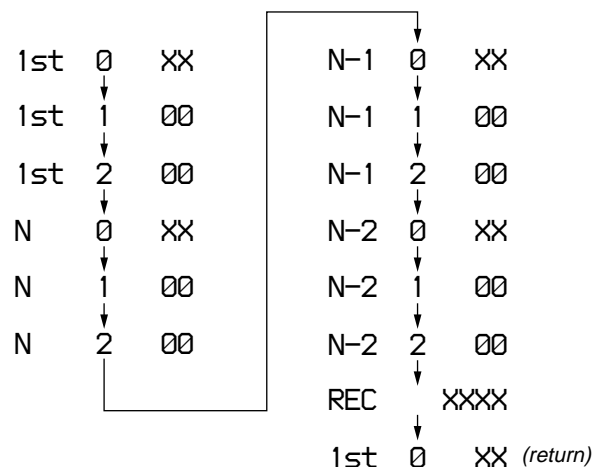 1st 0 XX
1st 1 00
1st 2 00
N 0 XX
N 1 00
N 2 00
N-1 0 XX
N-1 1 00
N-1 2 00
N-2 0 XX
N-2 1 00
N-2 2 00
REC XXXX
1st 0 XX (return)